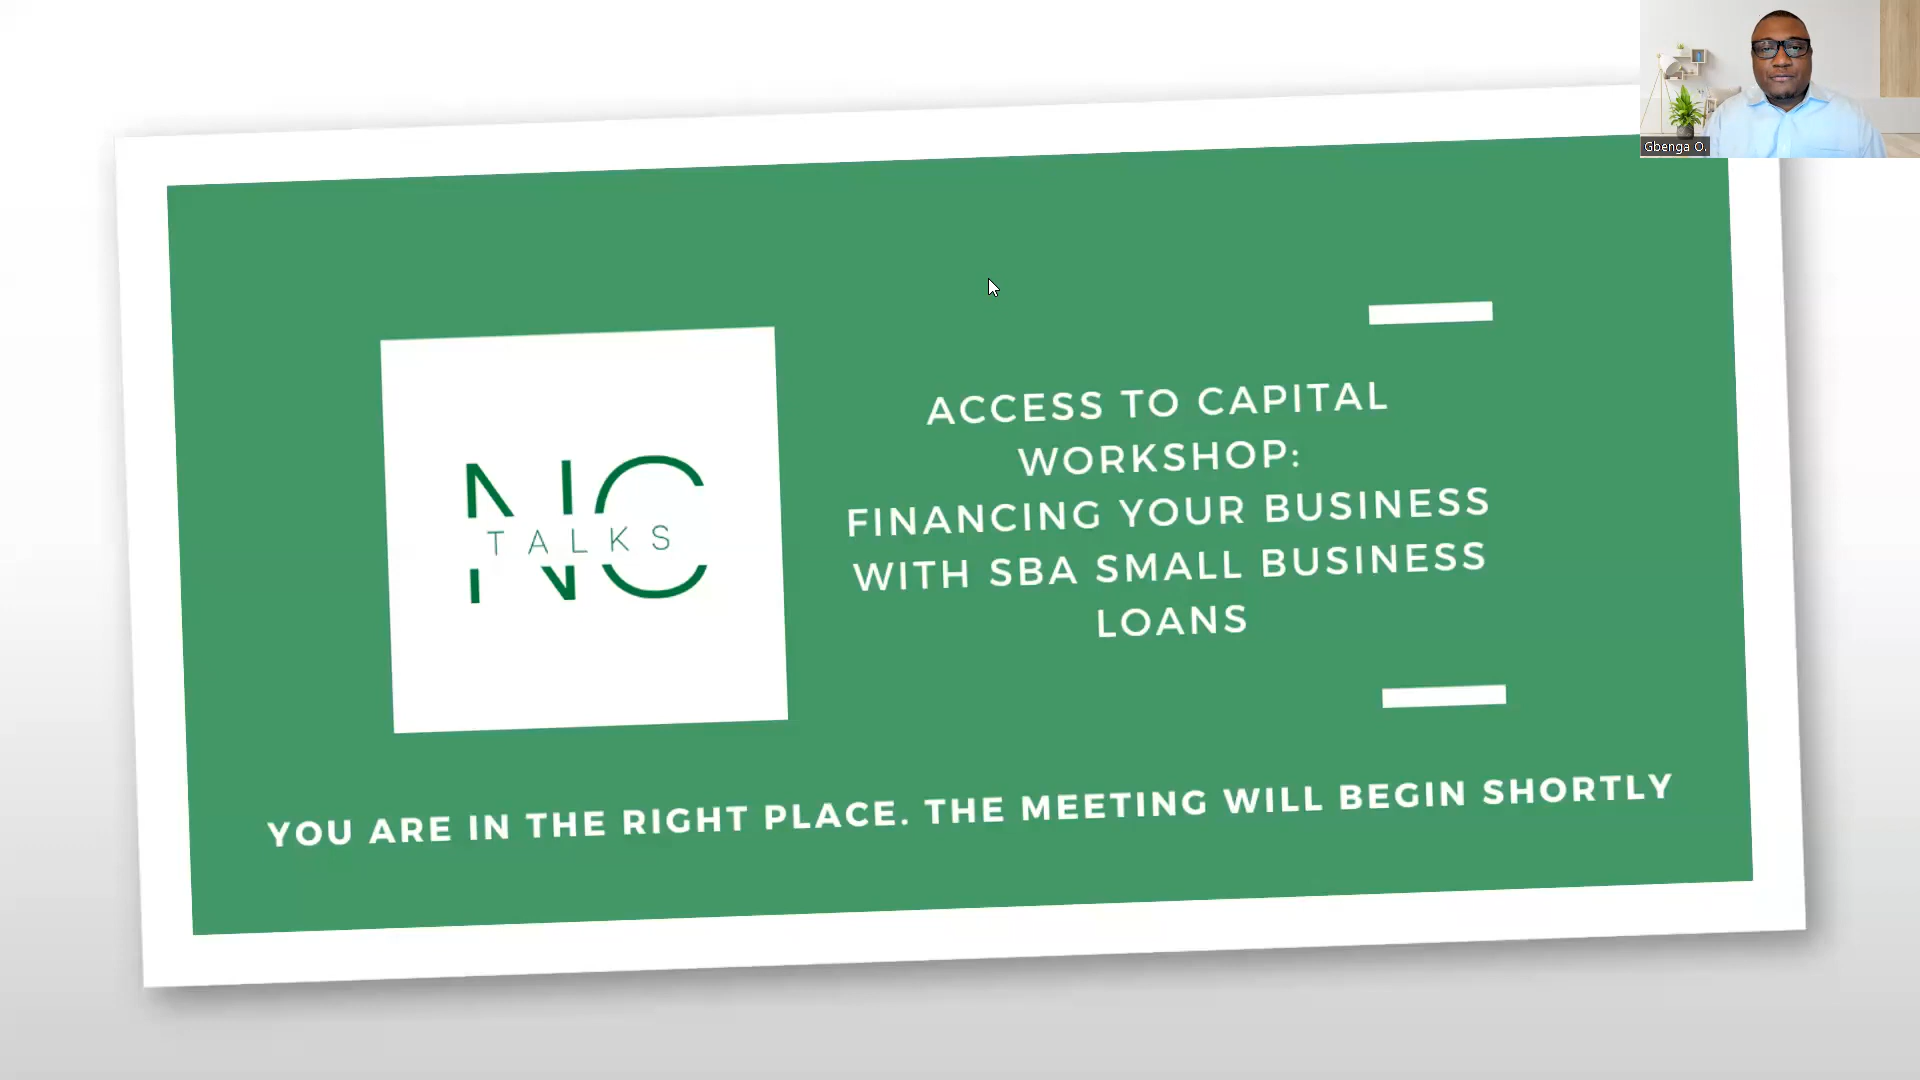 Gbenga O.
NC
TALKS
ACCESS TO CAPITAL
WORKSHOP:
FINANCING YOUR BUSINESS
WITH SBA SMALL BUSINESS
LOANS
YOU ARE IN THE RIGHT PLACE. THE MEETING WILL BEGIN SHORTLY